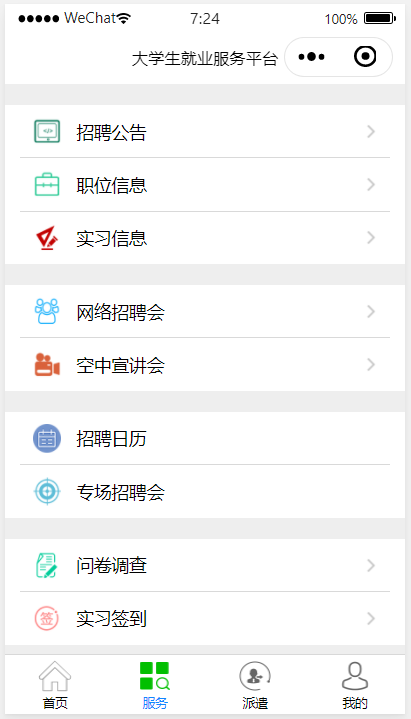 WeChat 7:24 100%
大学生就业服务平台
招聘公告
职位信息
实习信息
网络招聘会
空中宣讲会
招聘日历
专场招聘会
问卷调查
签 实习签到
首页 服务 派遣 我的